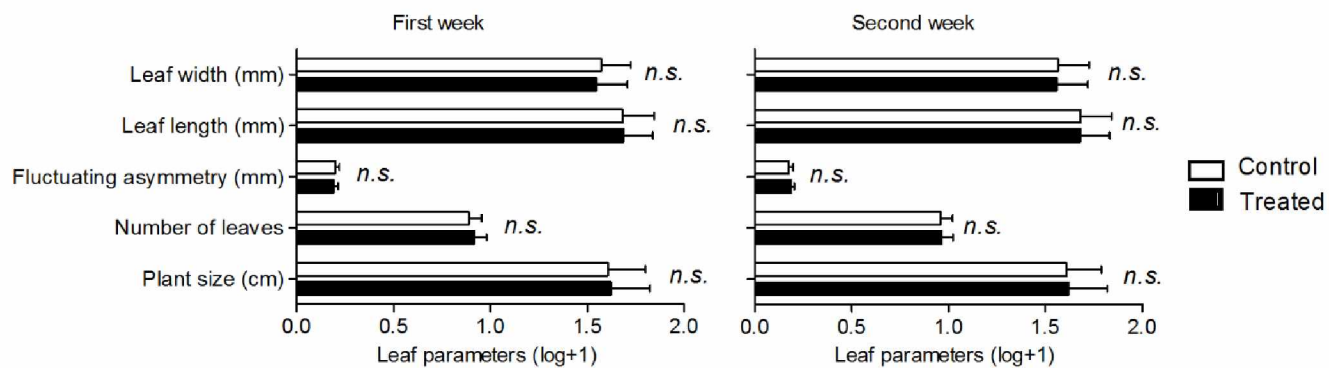 First week
Second week
Leaf width (mm)
n.s.
n.s.
Leaf length (mm)
n.s.
n.s.
Fluctuating asymmetry (mm)
n.s.
n.s.
Control
Treated
Number of leaves
n.s.
n.s.
Plant size (cm)
n.s.
n.s.
0.0 0.5 1.0 1.5 2.0
0.0 0.5 1.0 1.5 2.0
Leaf parameters (log+1)
Leaf parameters (log+1)